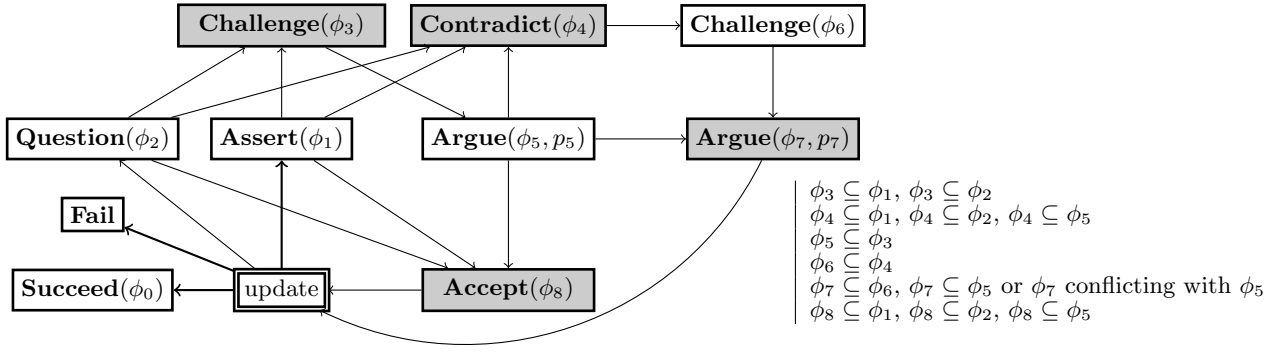 Challenge(ϕ₃) Contradict(ϕ₄) Challenge(ϕ₆)
Question(ϕ₂) Assert(ϕ₁) Argue(ϕ₅, p₅) Argue(ϕ₇, p₇)
Fail
Succeed(ϕ₀) update Accept(ϕ₈)
ϕ₃ ⊆ ϕ₁, ϕ₃ ⊆ ϕ₂
ϕ₄ ⊆ ϕ₁, ϕ₄ ⊆ ϕ₂, ϕ₄ ⊆ ϕ₅
ϕ₅ ⊆ ϕ₃
ϕ₆ ⊆ ϕ₄
ϕ₇ ⊆ ϕ₆, ϕ₇ ⊆ ϕ₅ or ϕ₇ conflicting with ϕ₅
ϕ₈ ⊆ ϕ₁, ϕ₈ ⊆ ϕ₂, ϕ₈ ⊆ ϕ₅